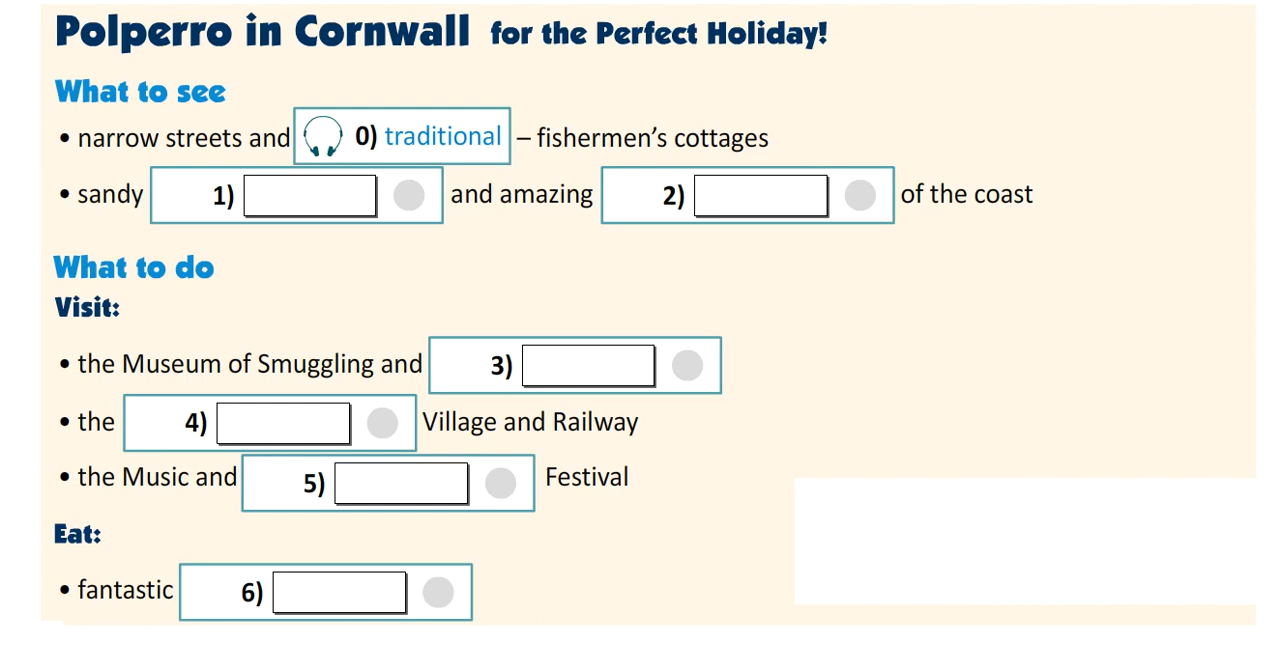 Polperro in Cornwall for the Perfect Holiday!
What to see
• narrow streets and 0) traditional – fishermen's cottages
• sandy 1) and amazing 2) of the coast
What to do
Visit:
• the Museum of Smuggling and 3)
• the 4) Village and Railway
• the Music and 5) Festival
Eat:
• fantastic 6)